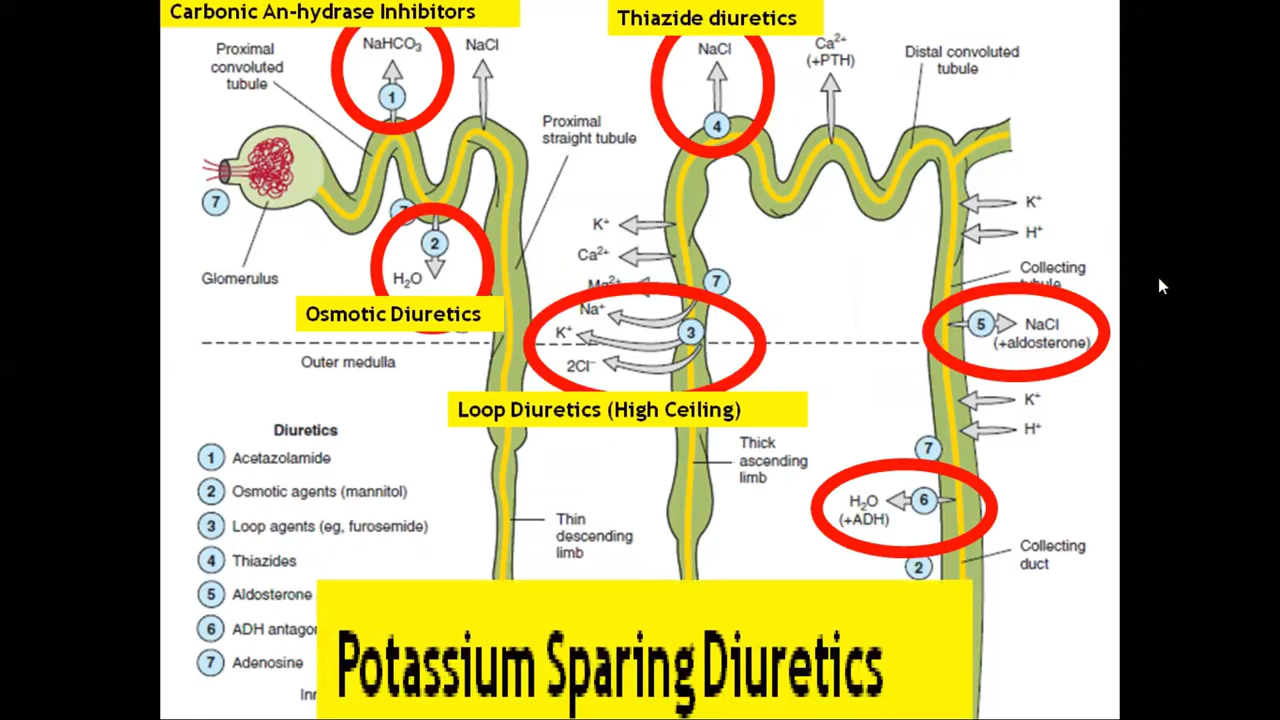 Carbonic An-hydrase Inhibitors
Thiazide diuretics
Proximal
convoluted
tubule
NaHCO₃
NaCl
1
Proximal
straight tubule
7
Glomerulus
2
H₂O
Osmotic Diuretics
Outer medulla
NaCl
4
Ca²⁺
(+PTH)
Distal convoluted
tubule
K⁺
Ca²⁺
Mg²⁺
7
Na⁺
K⁺
2Cl⁻
3
Loop Diuretics (High Ceiling)
K⁺
H⁺
Collecting
tubule
5
NaCl
(+aldosterone)
K⁺
H⁺
7
H₂O
(+ADH)
6
2
Collecting
duct
Thick
ascending
limb
Thin
descending
limb
Diuretics
1 Acetazolamide
2 Osmotic agents (mannitol)
3 Loop agents (eg, furosemide)
4 Thiazides
5 Aldosterone
6 ADH
7 Adenosine
Potassium Sparing Diuretics